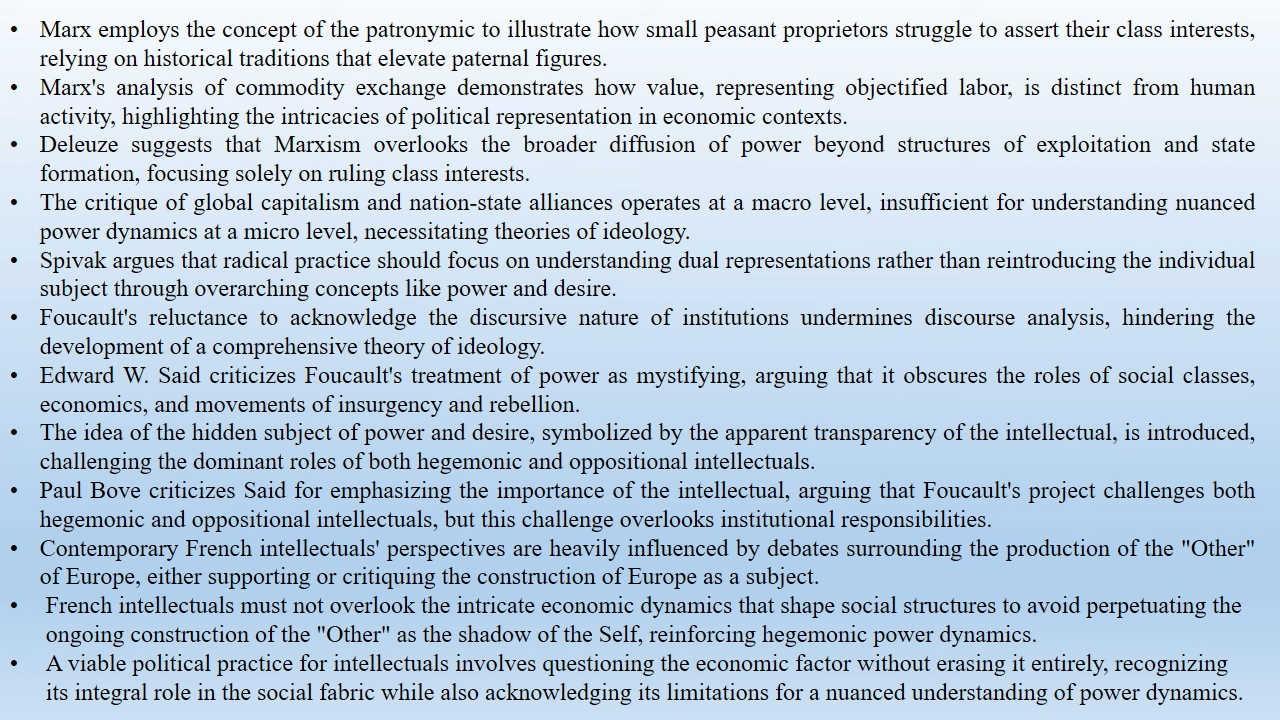 • Marx employs the concept of the patronymic to illustrate how small peasant proprietors struggle to assert their class interests,
relying on historical traditions that elevate paternal figures.
• Marx's analysis of commodity exchange demonstrates how value, representing objectified labor, is distinct from human
activity, highlighting the intricacies of political representation in economic contexts.
• Deleuze suggests that Marxism overlooks the broader diffusion of power beyond structures of exploitation and state
formation, focusing solely on ruling class interests.
• The critique of global capitalism and nation-state alliances operates at a macro level, insufficient for understanding nuanced
power dynamics at a micro level, necessitating theories of ideology.
• Spivak argues that radical practice should focus on understanding dual representations rather than reintroducing the individual
subject through overarching concepts like power and desire.
• Foucault's reluctance to acknowledge the discursive nature of institutions undermines discourse analysis, hindering the
development of a comprehensive theory of ideology.
• Edward W. Said criticizes Foucault's treatment of power as mystifying, arguing that it obscures the roles of social classes,
economics, and movements of insurgency and rebellion.
• The idea of the hidden subject of power and desire, symbolized by the apparent transparency of the intellectual, is introduced,
challenging the dominant roles of both hegemonic and oppositional intellectuals.
• Paul Bove criticizes Said for emphasizing the importance of the intellectual, arguing that Foucault's project challenges both
hegemonic and oppositional intellectuals, but this challenge overlooks institutional responsibilities.
• Contemporary French intellectuals' perspectives are heavily influenced by debates surrounding the production of the "Other"
of Europe, either supporting or critiquing the construction of Europe as a subject.
• French intellectuals must not overlook the intricate economic dynamics that shape social structures to avoid perpetuating the
ongoing construction of the "Other" as the shadow of the Self, reinforcing hegemonic power dynamics.
• A viable political practice for intellectuals involves questioning the economic factor without erasing it entirely, recognizing
its integral role in the social fabric while also acknowledging its limitations for a nuanced understanding of power dynamics.